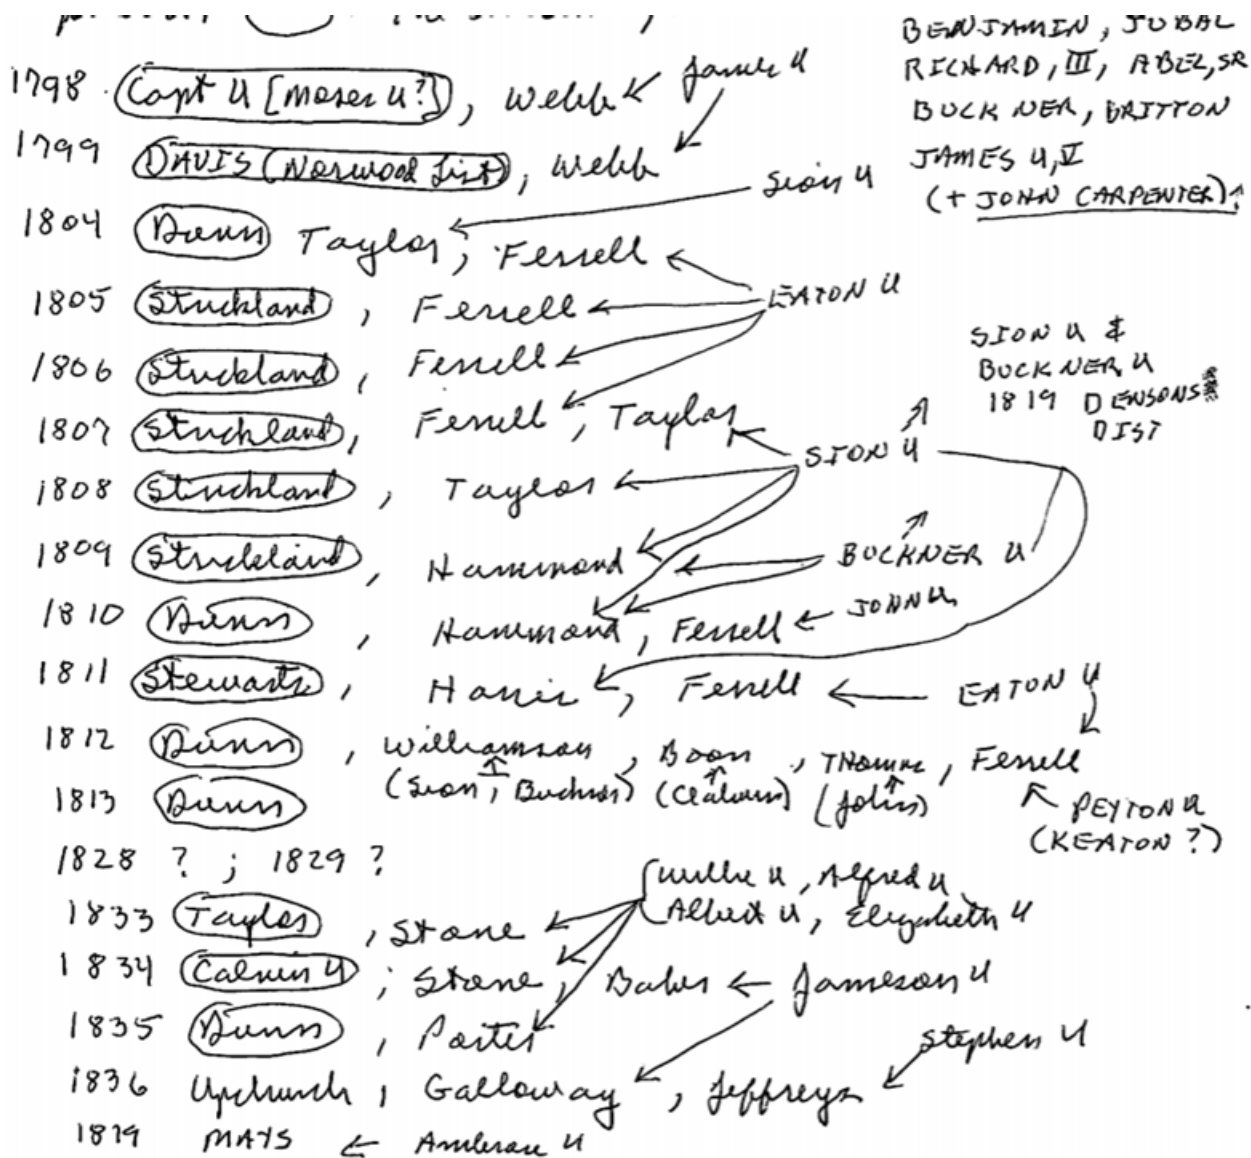 BENJAMIN, JUBAL
RICHARD, III, ABEL, SR
BUCKNER, BRITTON
JAMES U, V
(+ JOHN CARPENTER)?
1798 Capt U [Moses U?], Webb ← James U
1799 DAVIS (Norwood List), Webb
Sion U
1804 Dunn Taylor, Ferrell
EATON U
1805 Strickland, Ferrell
1806 Strickland, Ferrell
SION U &
BUCKNER U
1819 DENSONS
DIST
1807 Strickland, Ferrell, Taylor
SION U
1808 Strickland, Taylor
1809 Strickland, Hammond ← BUCKNER U
1810 Dunn, Hammond, Ferrell ← JOHN U
1811 Stewarts, Harris, Ferrell ← EATON U
1812 Dunn, Williamson, Boon, THomas, Ferrell
(Sion, Buckner) (Calvin) (John)
1813 Dunn
PEYTON U
(KEATON ?)
1828 ? ; 1829 ?
Willie U, Alfred U
Albert U, Elizabeth U
1833 Taylor, Stone
1834 Calvin U; Stone, Baker ← Jameson U
1835 Dunn, Porter
Stephen U
1836 Upchurch, Galloway, Jeffreys
1819 MAYS ← Ambrose U